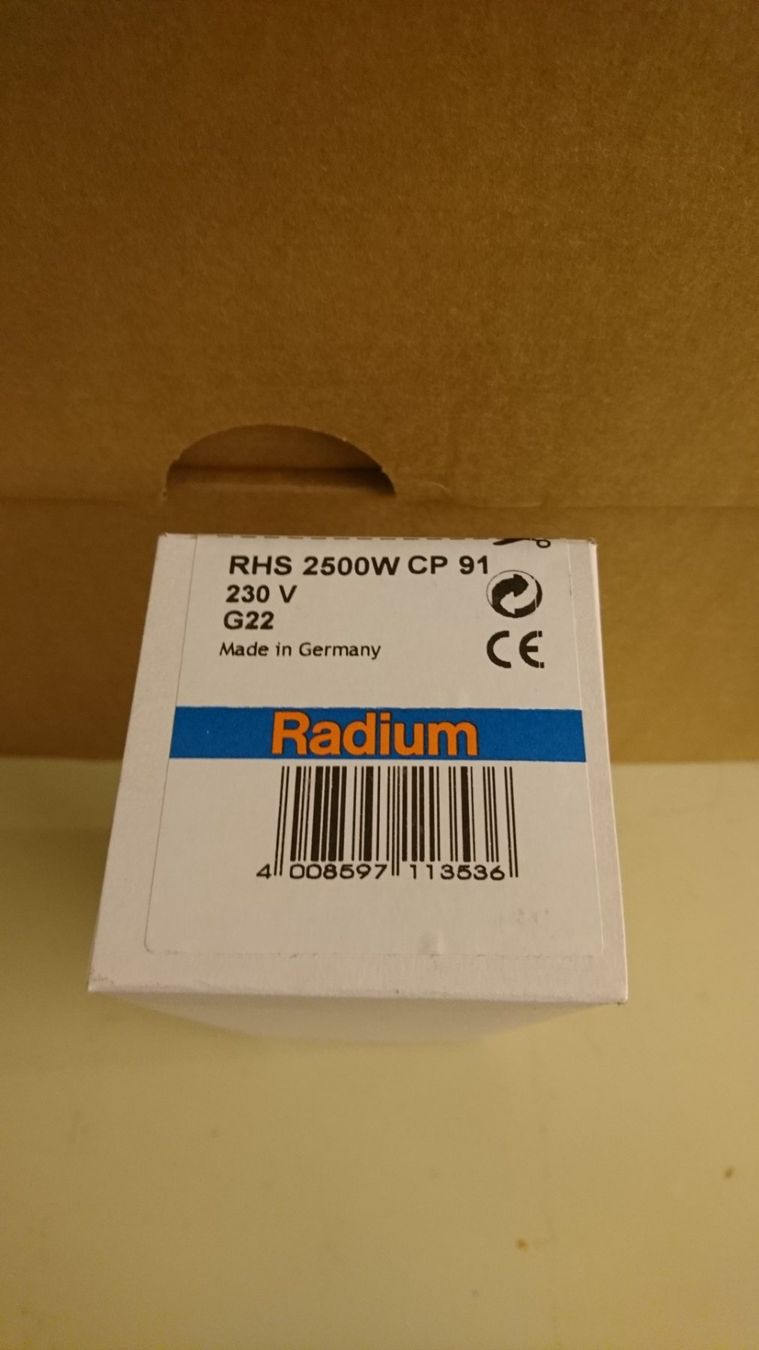 RHS 2500W CP 91
230 V
G22
Made in Germany
CE
Radium
4 008597 113536